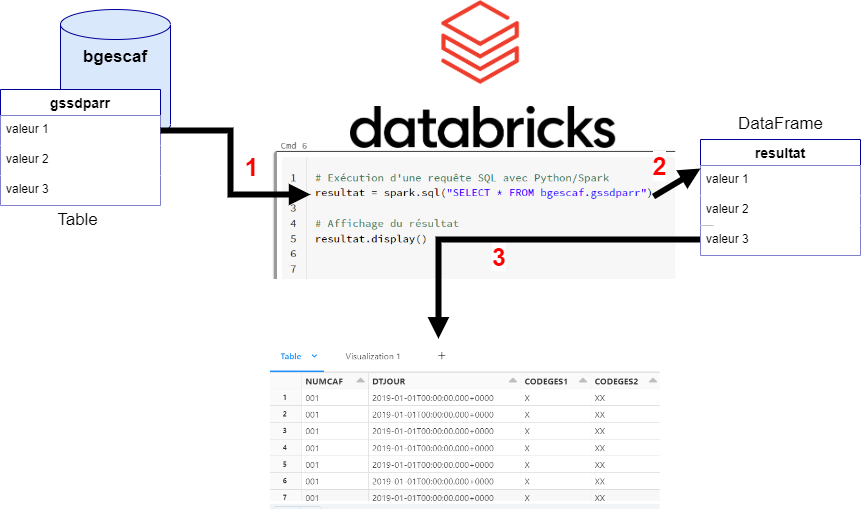 bgescaf
gssdparr
valeur 1
valeur 2
valeur 3
Table
databricks
1
Cmd 6
1 # Exécution d'une requête SQL avec Python/Spark
2 resultat = spark.sql("SELECT * FROM bgescaf.gssdparr")
3
4 # Affichage du résultat
5 resultat.display()
6
7
2
DataFrame
resultat
valeur 1
valeur 2
valeur 3
3
Table Visualization 1 +
NUMCAF DTJOUR CODEGES1 CODEGES2
1 001 2019-01-01T00:00:00.000+0000 X XX
2 001 2019-01-01T00:00:00.000+0000 X XX
3 001 2019-01-01T00:00:00.000+0000 X XX
4 001 2019-01-01T00:00:00.000+0000 X XX
5 001 2019-01-01T00:00:00.000+0000 X XX
6 001 2019-01-01T00:00:00.000+0000 X XX
7 001 2019-01-01T00:00:00.000+0000 X XX